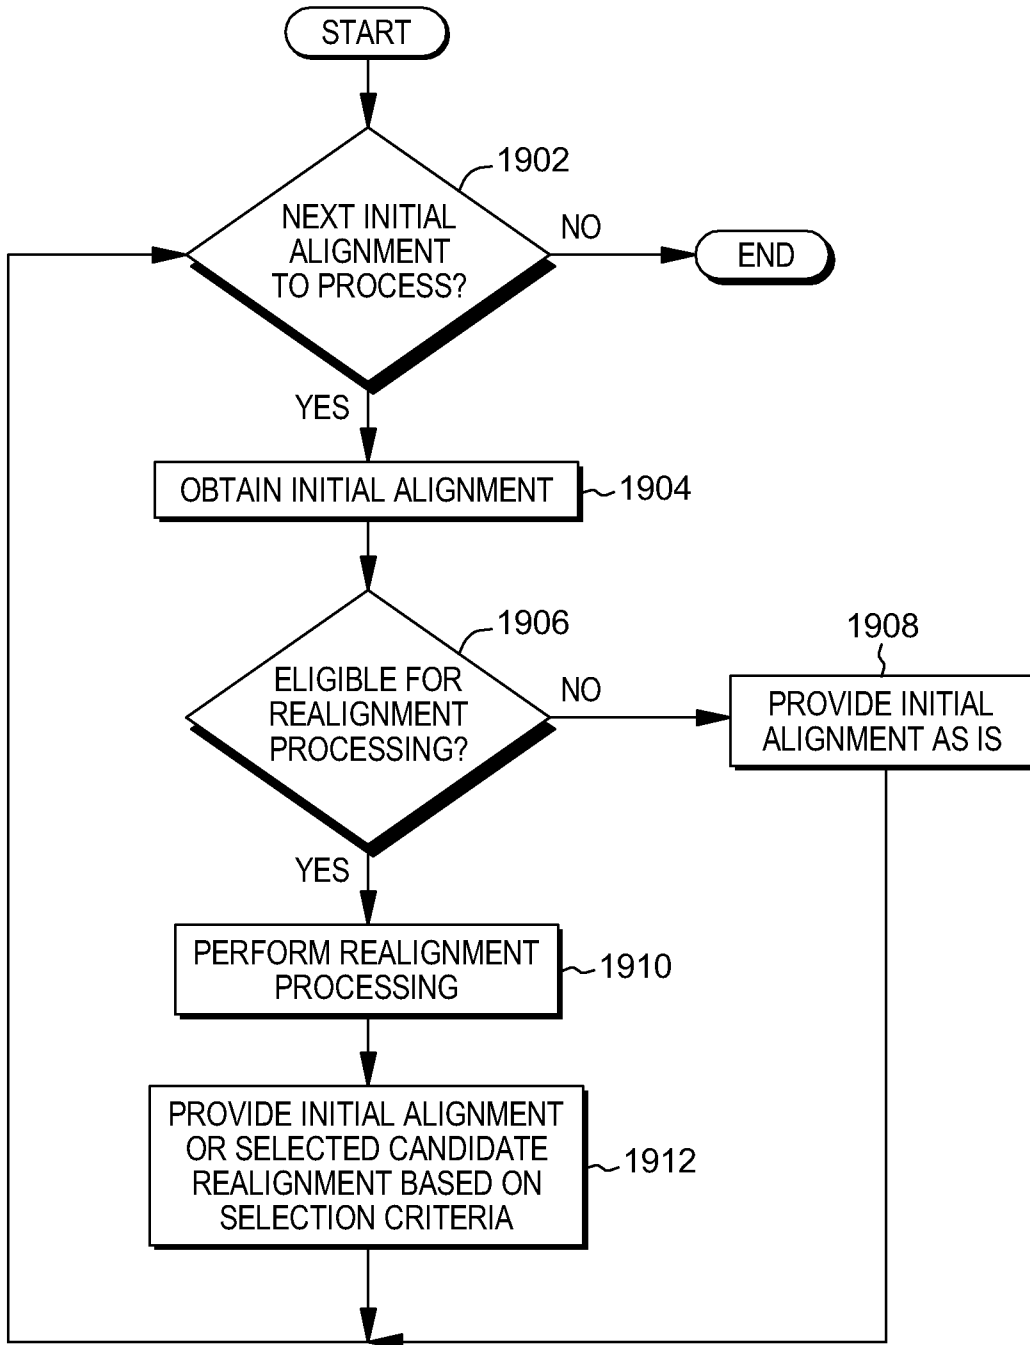 START
1902
NEXT INITIAL
ALIGNMENT
TO PROCESS?
NO
END
YES
OBTAIN INITIAL ALIGNMENT
1904
1906
ELIGIBLE FOR
REALIGNMENT
PROCESSING?
NO
1908
PROVIDE INITIAL
ALIGNMENT AS IS
YES
PERFORM REALIGNMENT
PROCESSING
1910
PROVIDE INITIAL ALIGNMENT
OR SELECTED CANDIDATE
REALIGNMENT BASED ON
SELECTION CRITERIA
1912